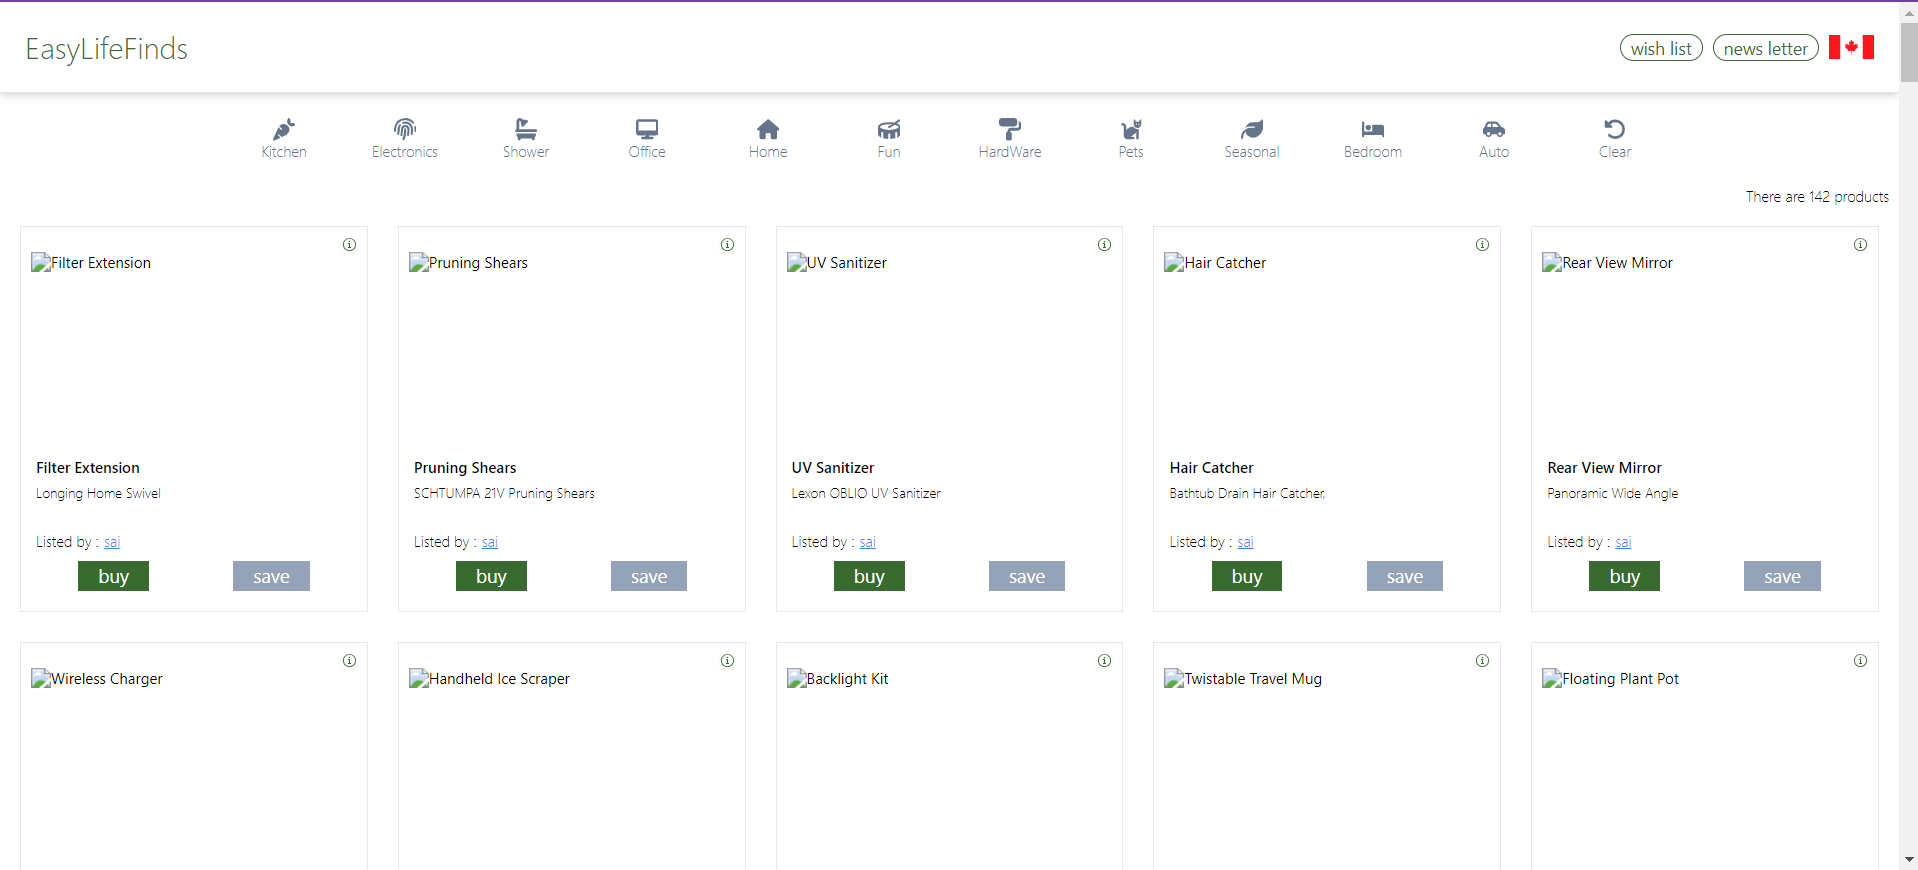 EasyLifeFinds
wish list
news letter
Kitchen
Electronics
Shower
Office
Home
Fun
HardWare
Pets
Seasonal
Bedroom
Auto
Clear
There are 142 products
Filter Extension
Filter Extension
Longing Home Swivel
Listed by : sai
buy
save
Pruning Shears
Pruning Shears
SCHTUMPA 21V Pruning Shears
Listed by : sai
buy
save
UV Sanitizer
UV Sanitizer
Lexon OBLIO UV Sanitizer
Listed by : sai
buy
save
Hair Catcher
Hair Catcher
Bathtub Drain Hair Catcher,
Listed by : sai
buy
save
Rear View Mirror
Rear View Mirror
Panoramic Wide Angle
Listed by : sai
buy
save
Wireless Charger
Handheld Ice Scraper
Backlight Kit
Twistable Travel Mug
Floating Plant Pot